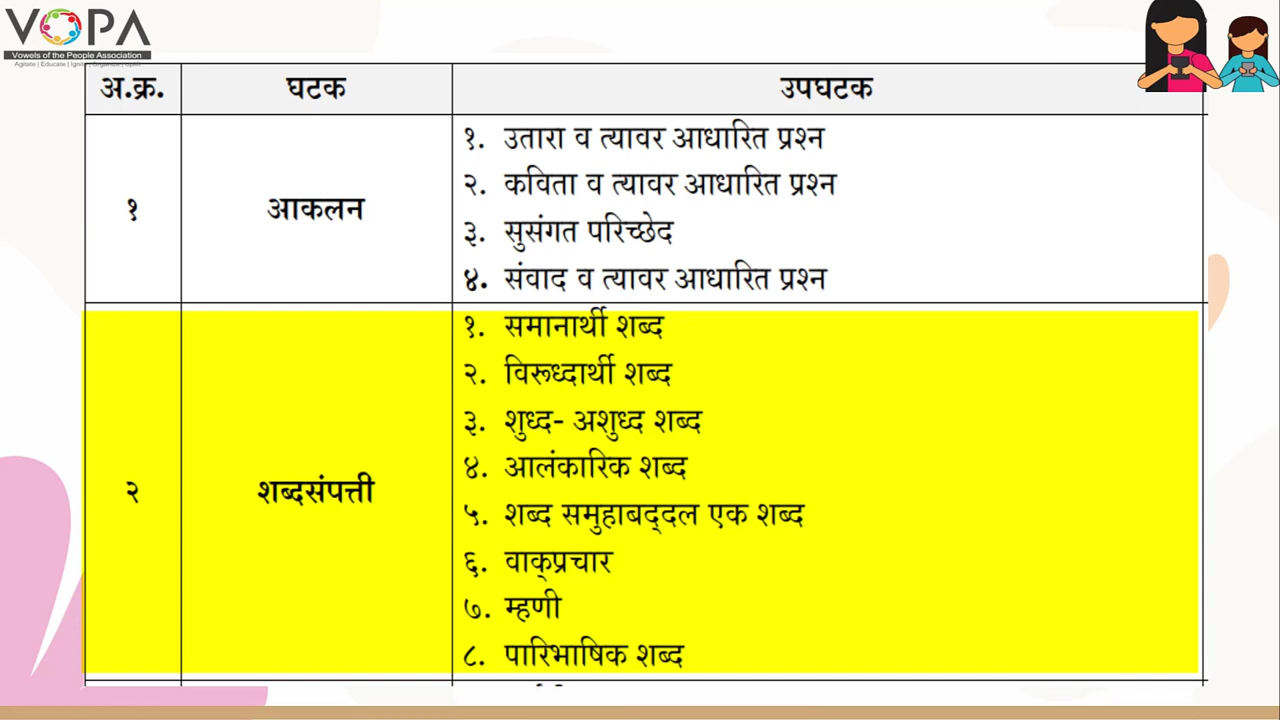 VOPA
Vowels of the People Association
अ.क्र. घटक उपघटक
१ आकलन
१. उतारा व त्यावर आधारित प्रश्न
२. कविता व त्यावर आधारित प्रश्न
३. सुसंगत परिच्छेद
४. संवाद व त्यावर आधारित प्रश्न
२ शब्दसंपत्ती
१. समानार्थी शब्द
२. विरूध्दार्थी शब्द
३. शुध्द- अशुध्द शब्द
४. आलंकारिक शब्द
५. शब्द समुहाबद्‌दल एक शब्द
६. वाक्‌प्रचार
७. म्हणी
८. पारिभाषिक शब्द